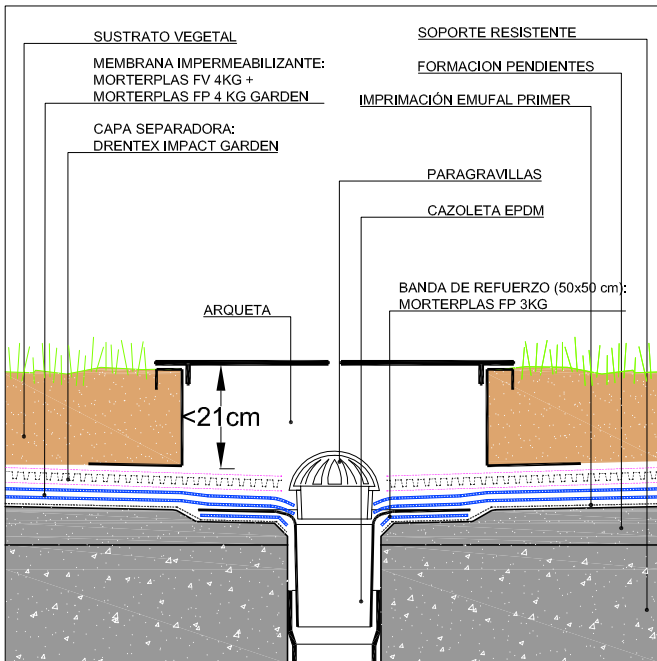 SUSTRATO VEGETAL
MEMBRANA IMPERMEABILIZANTE:
MORTERPLAS FV 4KG +
MORTERPLAS FP 4 KG GARDEN
CAPA SEPARADORA:
DRENTEX IMPACT GARDEN
ARQUETA
SOPORTE RESISTENTE
FORMACION PENDIENTES
IMPRIMACIÓN EMUFAL PRIMER
PARAGRAVILLAS
CAZOLETA EPDM
BANDA DE REFUERZO (50x50 cm):
MORTERPLAS FP 3KG
<21cm